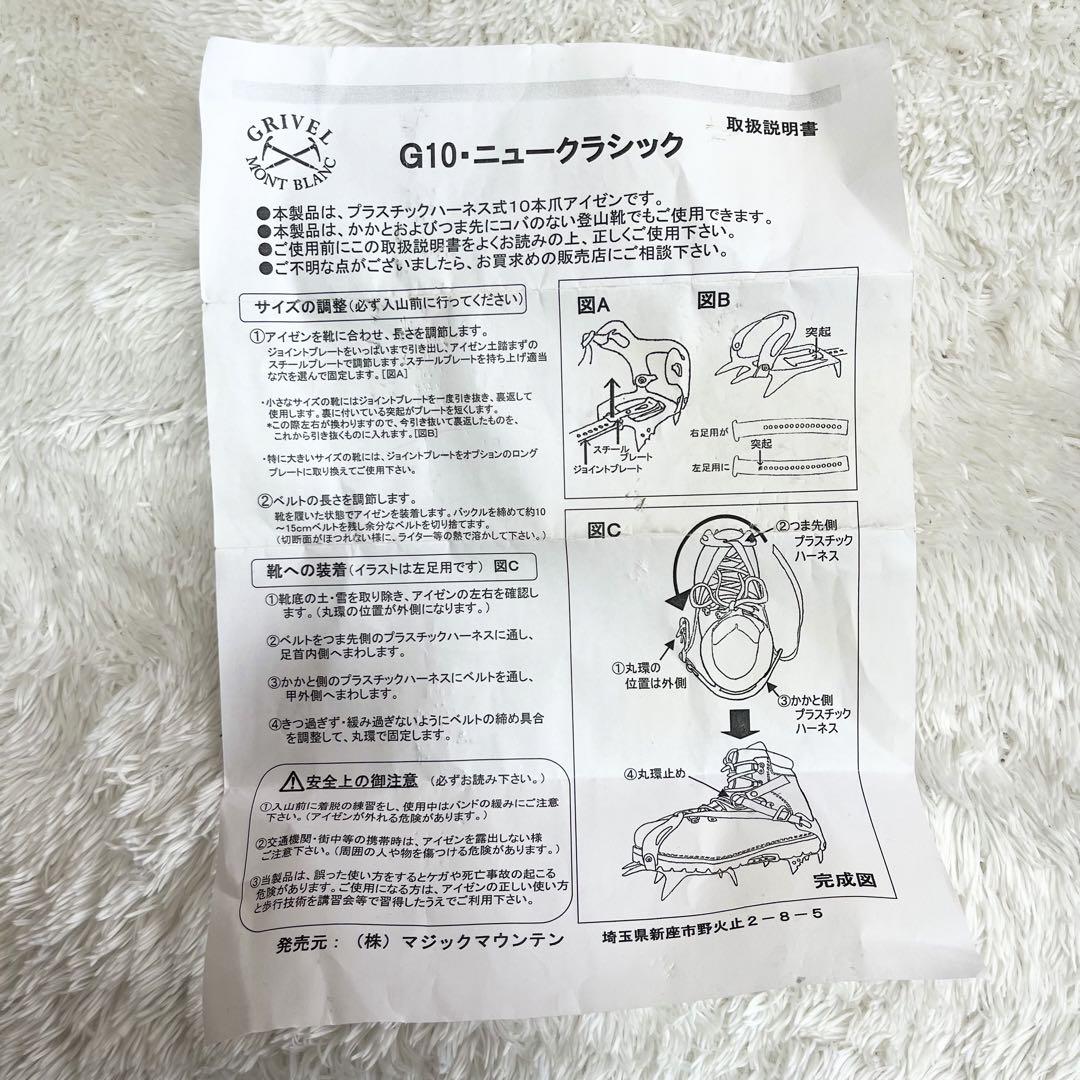 GRIVEL
MONT BLANC
取扱説明書
G10・ニュークラシック
●本製品は、プラスチックハーネス式10本爪アイゼンです。
●本製品は、かかとおよびつま先にコバのない登山靴でもご使用できます。
●ご使用前にこの取扱説明書をよくお読みの上、正しくご使用下さい。
●ご不明な点がございましたら、お買求めの販売店にご相談下さい。
サイズの調整(必ず入山前に行ってください)
①アイゼンを靴に合わせ、長さを調節します。
ジョイントプレートをいっぱいまで引き出し、アイゼン土踏まずの
スチールプレートで調節します。スチールプレートを持ち上げ適当
な穴を選んで固定します。[図A]
・小さなサイズの靴にはジョイントプレートを一度引き抜き、裏返して
使用します。裏に付いている突起がプレートを短くします。
*この際左右が換わりますので、今引き抜いて裏返したものを、
これから引き抜くものに入れます。[図B]
・特に大きいサイズの靴には、ジョイントプレートをオプションのロング
プレートに取り換えてご使用下さい。
②ベルトの長さを調節します。
靴を履いた状態でアイゼンを装着します。バックルを締めて約10
～15cmベルトを残し余分なベルトを切り捨てます。
(切断面がほつれない様に、ライター等の熱で溶かして下さい。)
図A
スチール
プレート
ジョイントプレート
図B
突起
右足用が
突起
左足用に
靴への装着(イラストは左足用です) 図C
①靴底の土・雪を取り除き、アイゼンの左右を確認し
ます。(丸環の位置が外側になります。)
②ベルトをつま先側のプラスチックハーネスに通し、
足首内側へまわします。
③かかと側のプラスチックハーネスにベルトを通し、
甲外側へまわします。
④きつ過ぎず・緩み過ぎないようにベルトの締め具合
を調整して、丸環で固定します。
図C
②つま先側
プラスチック
ハーネス
①丸環の
位置は外側
③かかと側
プラスチック
ハーネス
④丸環止め
完成図
安全上の御注意 (必ずお読み下さい。)
①入山前に着脱の練習をし、使用中はバンドの緩みにご注意
下さい。(アイゼンが外れる危険があります。)
②交通機関・街中等の携帯時は、アイゼンを露出しない様
ご注意下さい。(周囲の人や物を傷つける危険があります。)
③当製品は、誤った使い方をするとケガや死亡事故の起こる
危険があります。ご使用になる方は、アイゼンの正しい使い方
と歩行技術を講習会等で習得したうえでご利用下さい。
発売元：(株) マジックマウンテン 埼玉県新座市野火止2－8－5